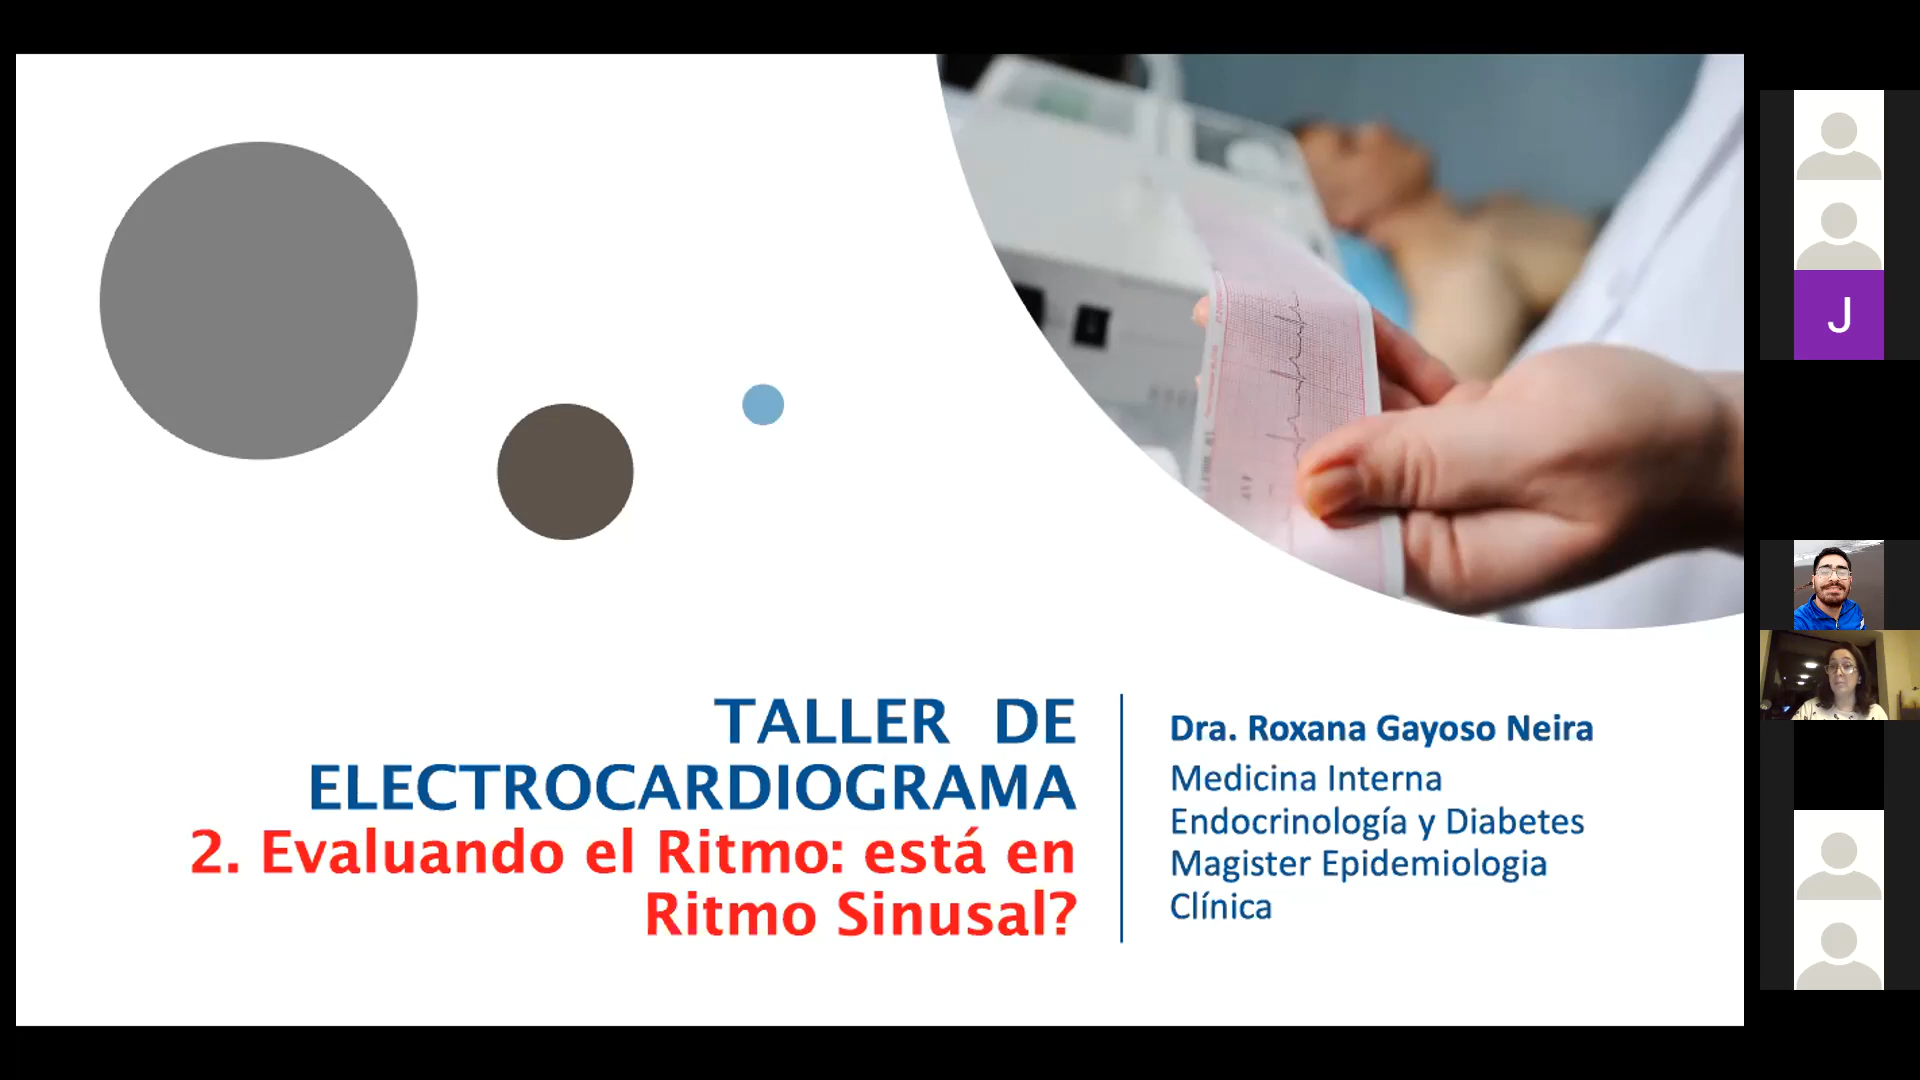 TALLER DE
ELECTROCARDIOGRAMA
2. Evaluando el Ritmo: está en
Ritmo Sinusal?
Dra. Roxana Gayoso Neira
Medicina Interna
Endocrinología y Diabetes
Magister Epidemiologia
Clínica
J